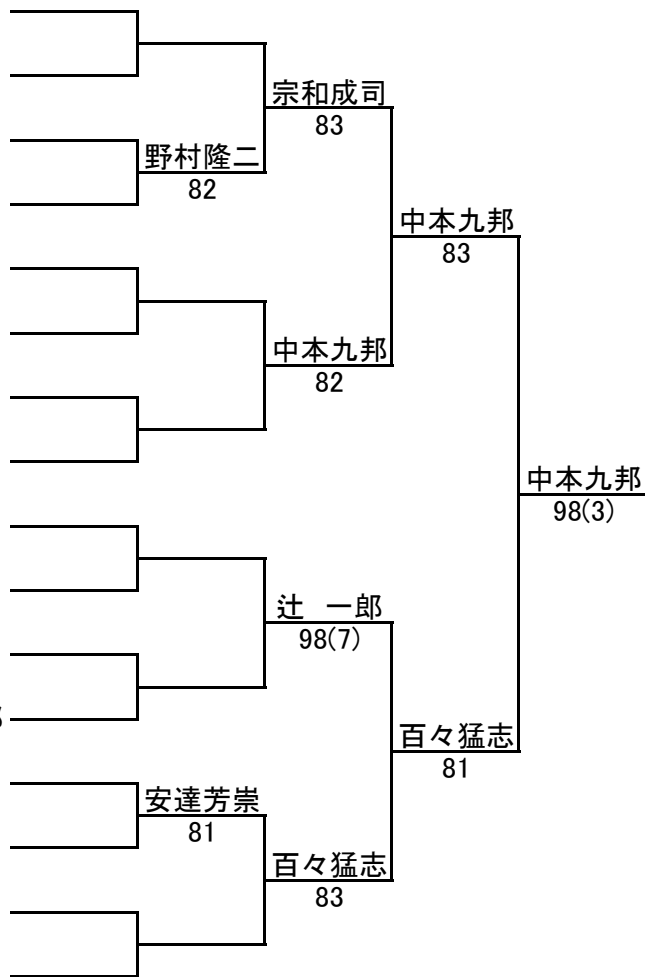 宗和成司
83
野村隆二
82
中本九邦
83
中本九邦
82
中本九邦
98(3)
辻　一郎
98(7)
百々猛志
81
安達芳崇
81
百々猛志
83